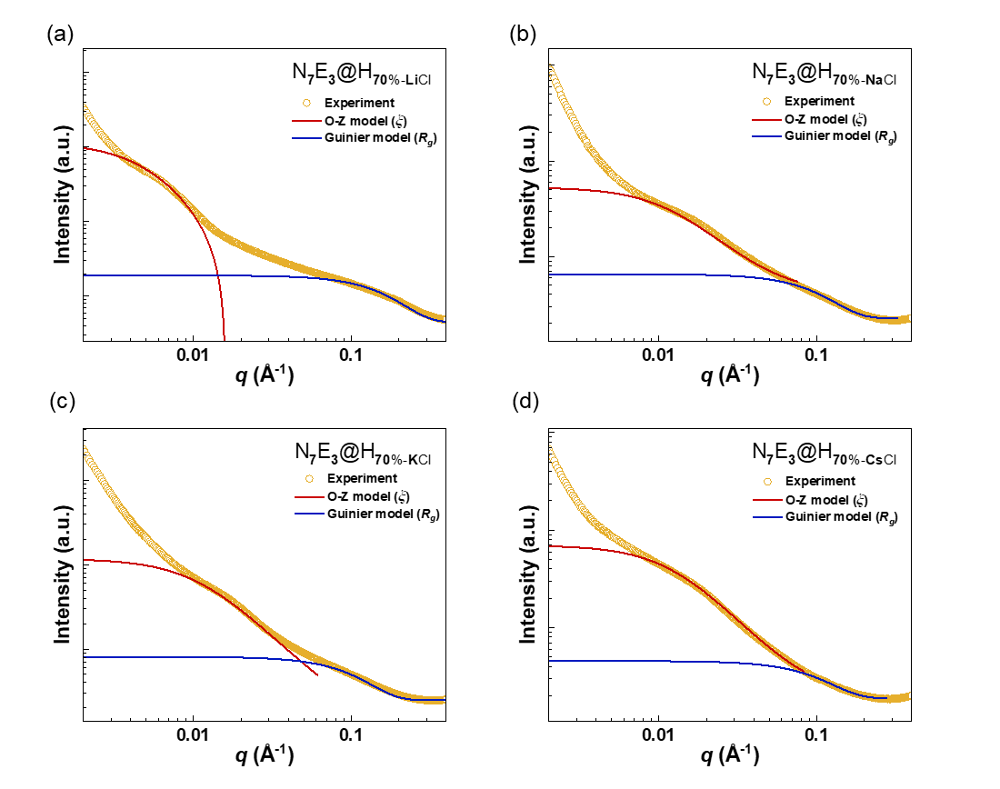 (a)
N7E3@H70%-LiCl
Experiment
O-Z model (ξ)
Guinier model (Rg)
Intensity (a.u.)
0.01
0.1
q (Å-1)
(b)
N7E3@H70%-NaCl
Experiment
O-Z model (ξ)
Guinier model (Rg)
Intensity (a.u.)
0.01
0.1
q (Å-1)
(c)
N7E3@H70%-KCl
Experiment
O-Z model (ξ)
Guinier model (Rg)
Intensity (a.u.)
0.01
0.1
q (Å-1)
(d)
N7E3@H70%-CsCl
Experiment
O-Z model (ξ)
Guinier model (Rg)
Intensity (a.u.)
0.01
0.1
q (Å-1)